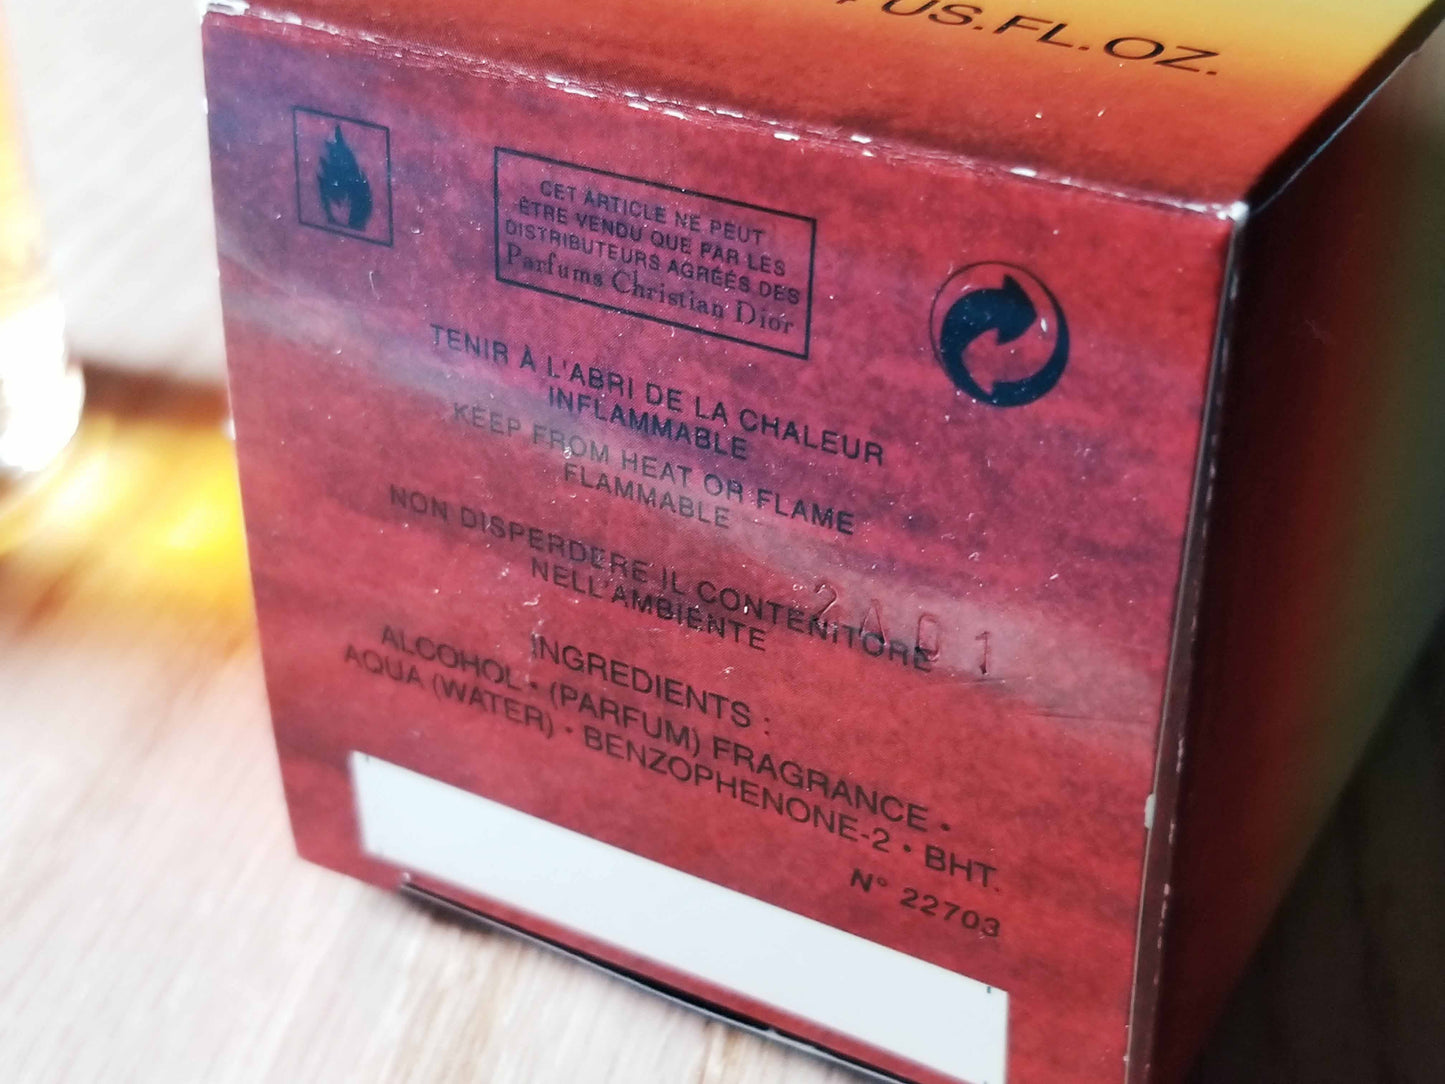 US.FL.OZ.
CET ARTICLE NE PEUT
ÊTRE VENDU QUE PAR LES
DISTRIBUTEURS AGRÉÉS DES
Parfums Christian Dior
TENIR À L'ABRI DE LA CHALEUR
INFLAMMABLE
KEEP FROM HEAT OR FLAME
FLAMMABLE
NON DISPERDERE IL CONTENITORE
NELL'AMBIENTE
2A01
INGREDIENTS :
ALCOHOL • (PARFUM) FRAGRANCE •
AQUA (WATER) • BENZOPHENONE-2 • BHT.
N° 22703